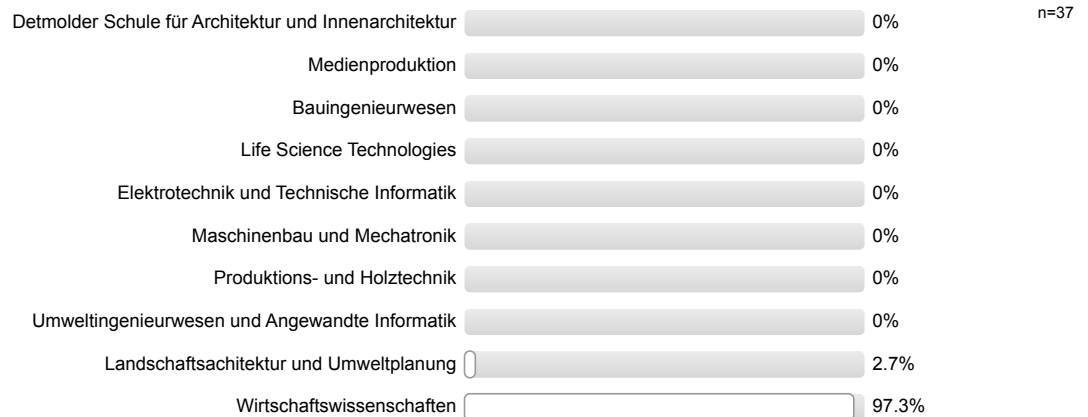 Detmolder Schule für Architektur und Innenarchitektur 0% n=37
Medienproduktion 0%
Bauingenieurwesen 0%
Life Science Technologies 0%
Elektrotechnik und Technische Informatik 0%
Maschinenbau und Mechatronik 0%
Produktions- und Holztechnik 0%
Umweltingenieurwesen und Angewandte Informatik 0%
Landschaftsachitektur und Umweltplanung 2.7%
Wirtschaftswissenschaften 97.3%